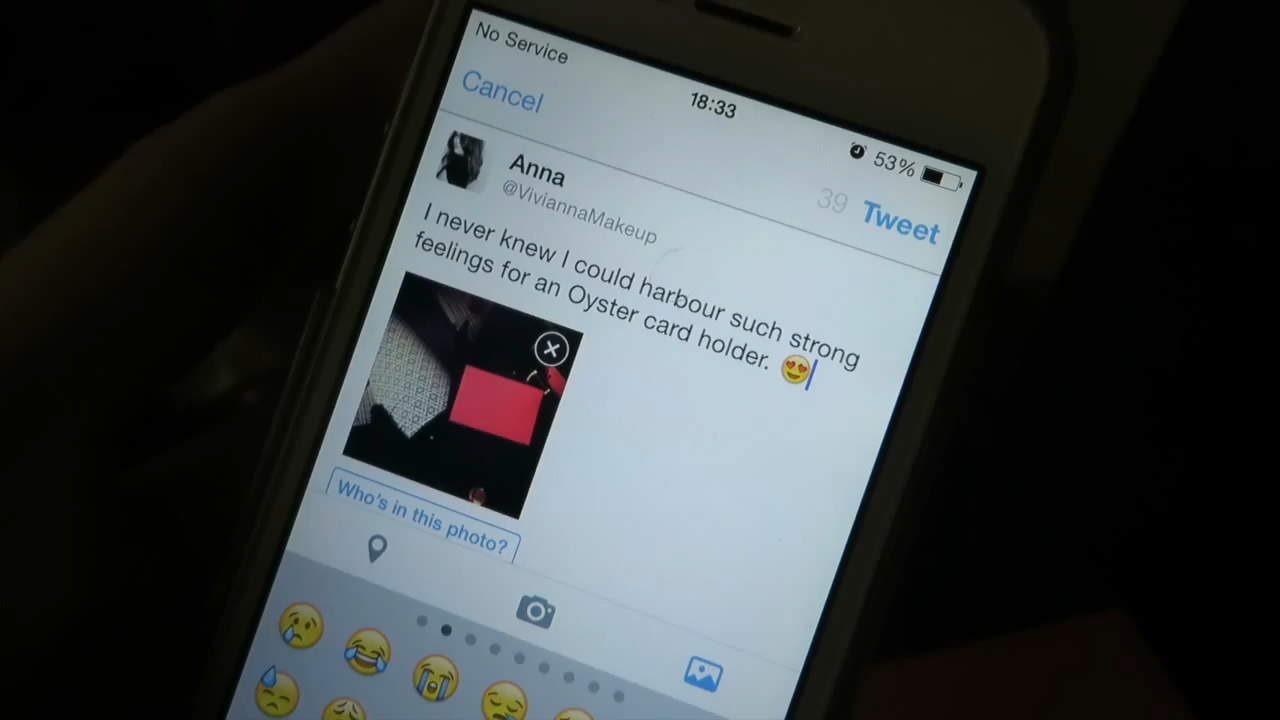 No Service
18:33
53%
Cancel
39
Tweet
Anna
@ViviannaMakeup
I never knew I could harbour such strong
feelings for an Oyster card holder. 😍
Who's in this photo?